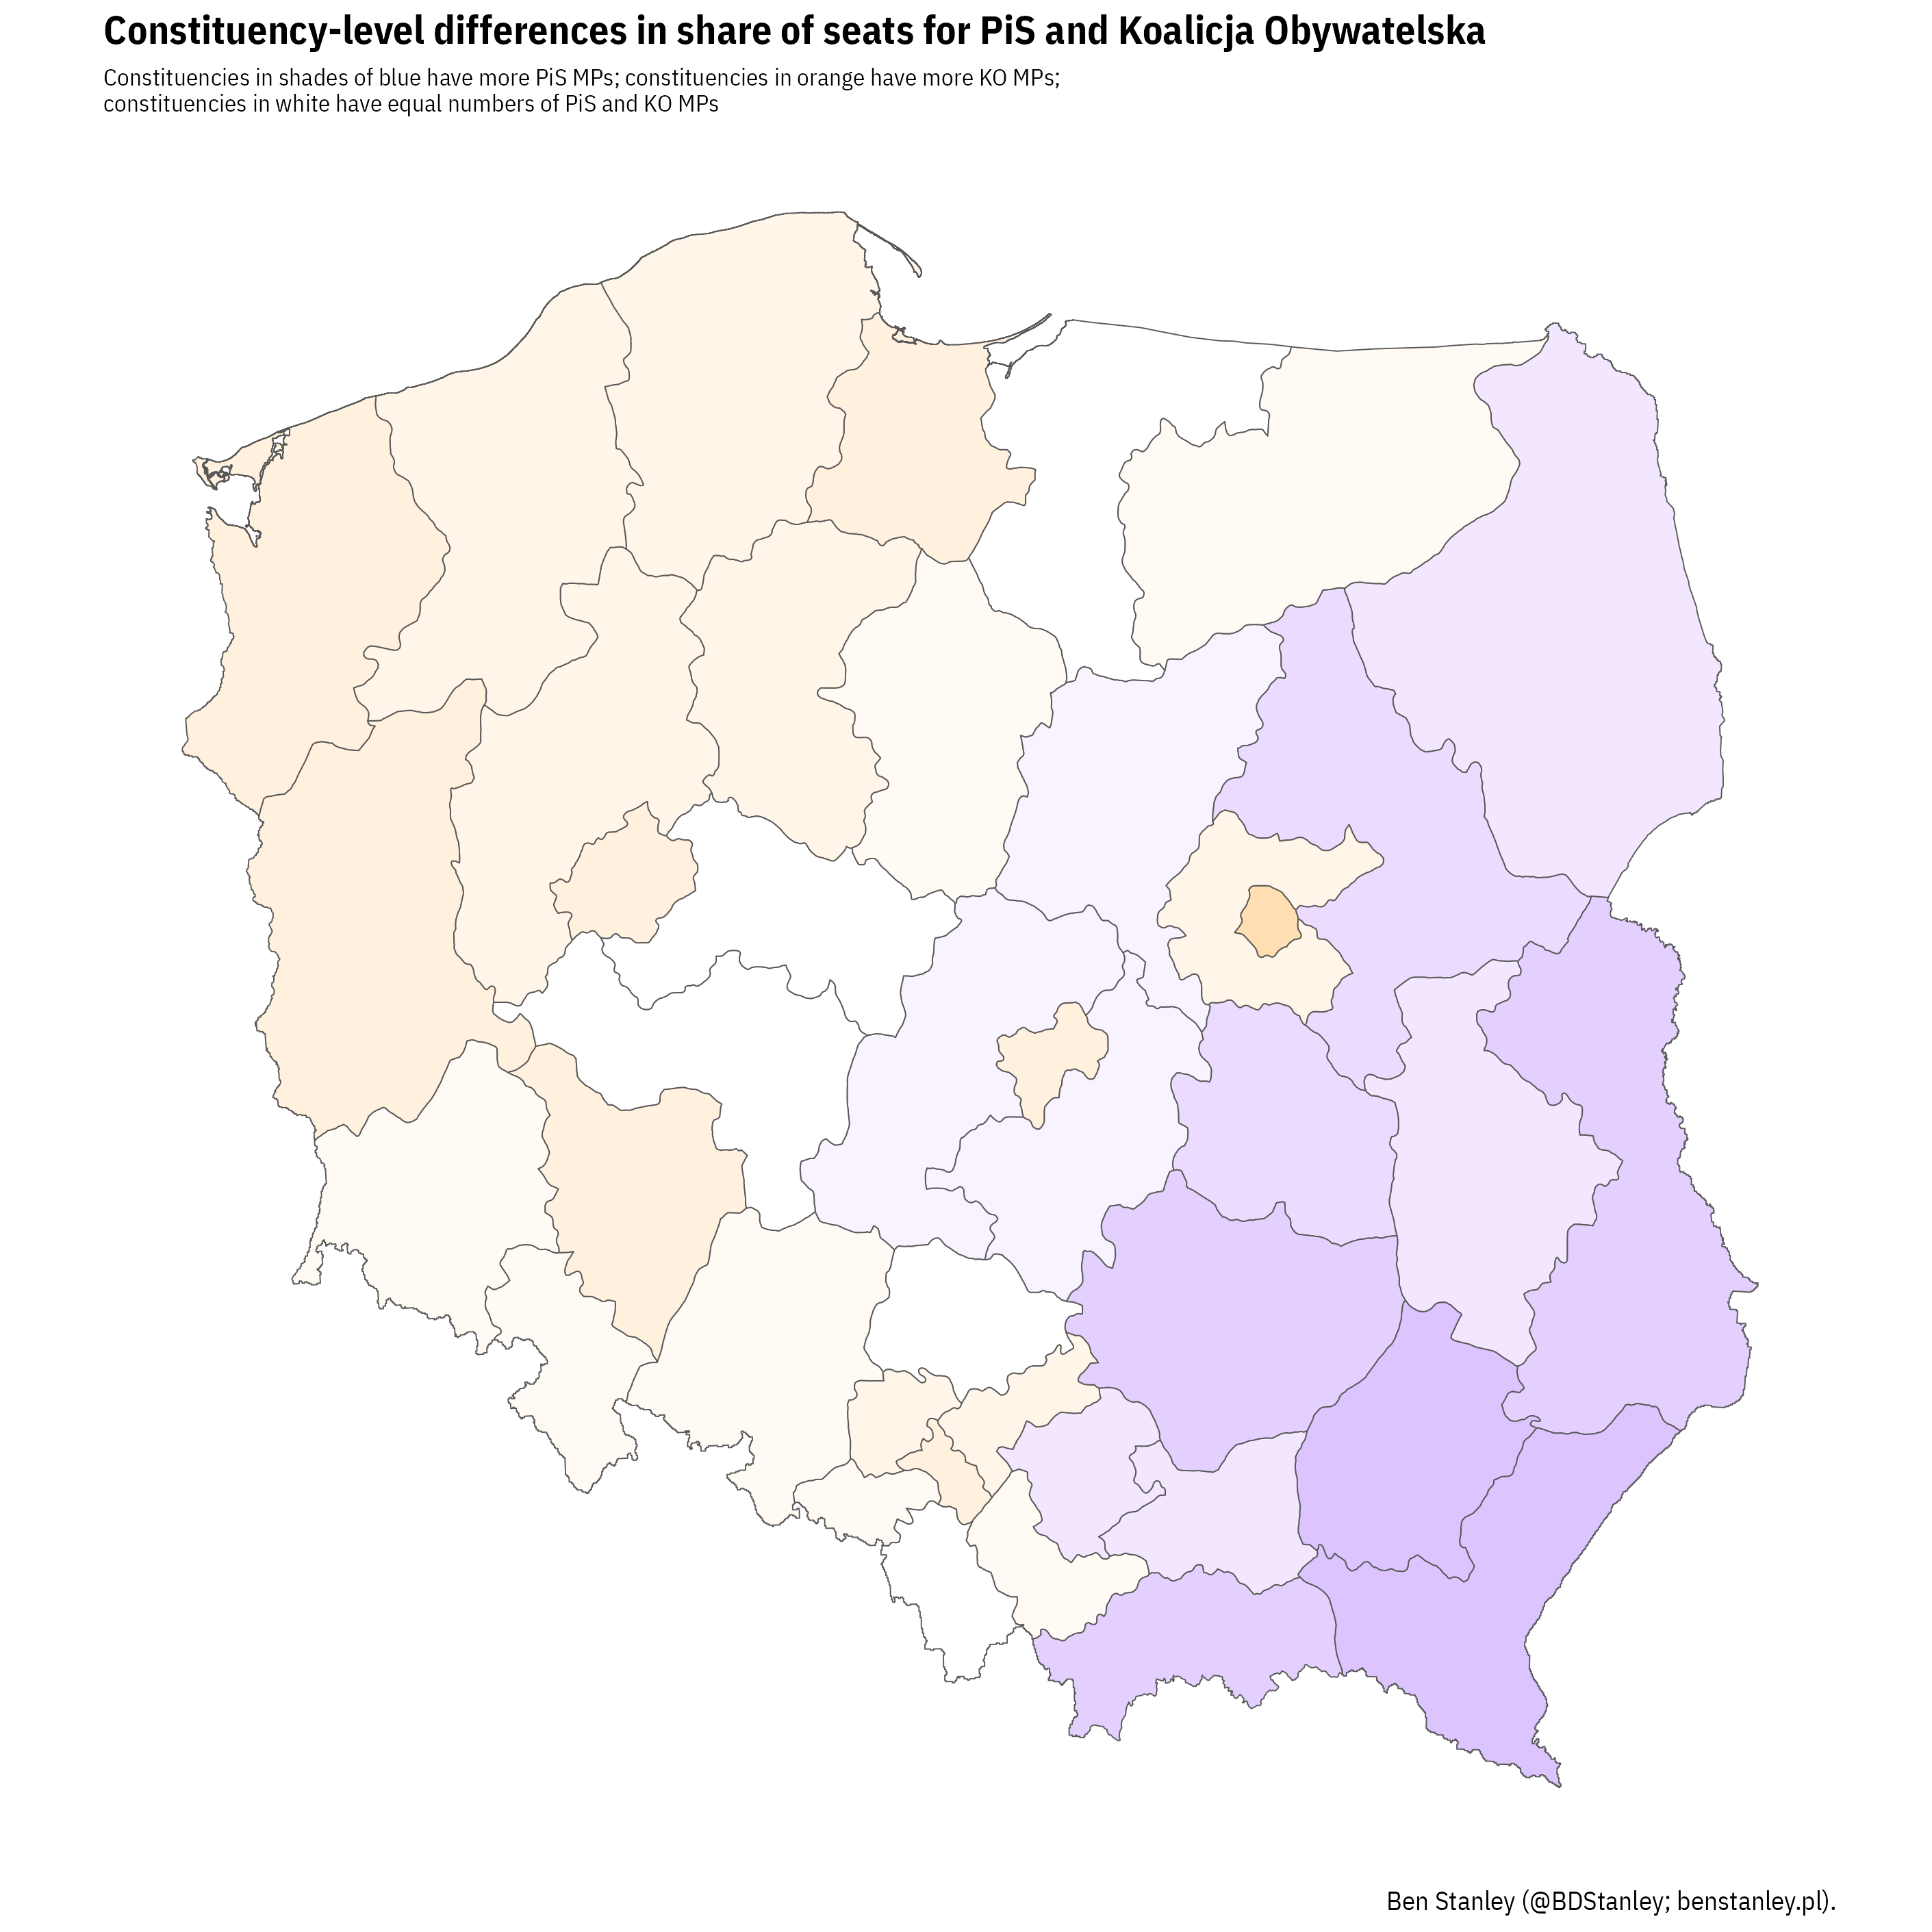 Constituency-level differences in share of seats for PiS and Koalicja Obywatelska
Constituencies in shades of blue have more PiS MPs; constituencies in orange have more KO MPs;
constituencies in white have equal numbers of PiS and KO MPs
Ben Stanley (@BDStanley; benstanley.pl).